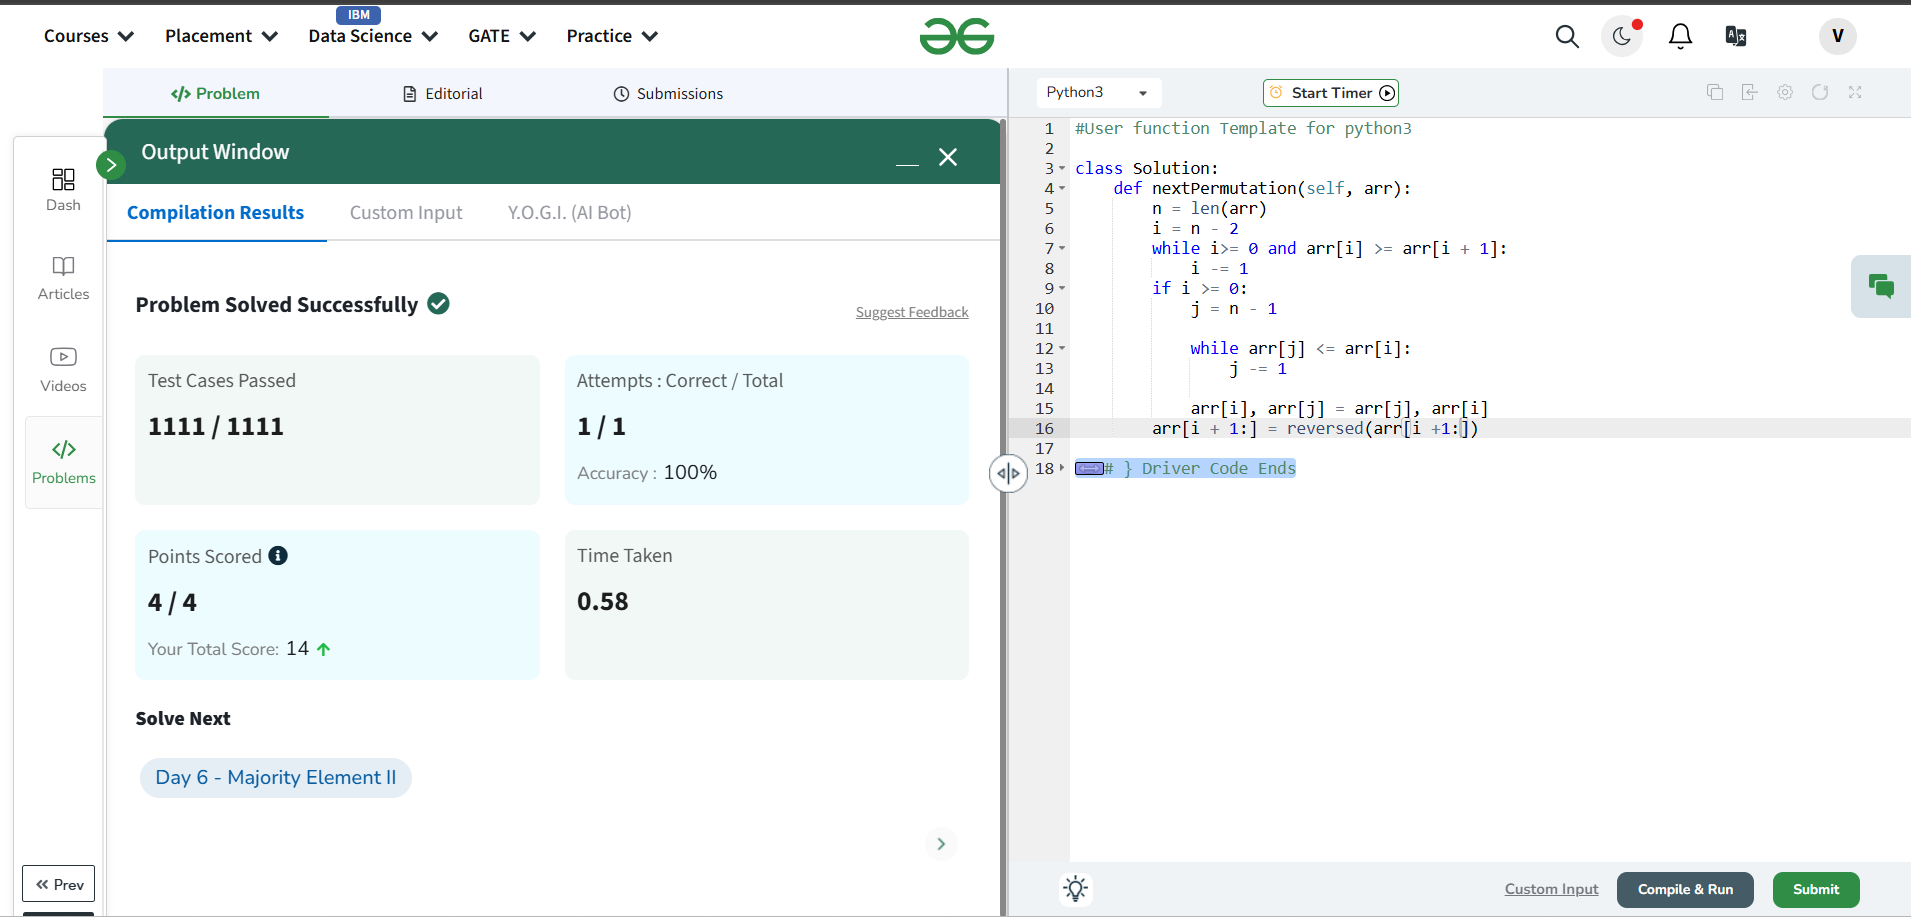 IBM
Courses Placement Data Science GATE Practice
V
Problem Editorial Submissions
Python3 Start Timer
Dash
Articles
Videos
Problems
Prev
Output Window
Compilation Results Custom Input Y.O.G.I. (AI Bot)
Problem Solved Successfully
Suggest Feedback
Test Cases Passed
1111 / 1111
Attempts : Correct / Total
1 / 1
Accuracy : 100%
Points Scored
4 / 4
Your Total Score: 14
Time Taken
0.58
Solve Next
Day 6 - Majority Element II
1 #User function Template for python3
2
3 class Solution:
4     def nextPermutation(self, arr):
5         n = len(arr)
6         i = n - 2
7         while i>= 0 and arr[i] >= arr[i + 1]:
8             i -= 1
9         if i >= 0:
10             j = n - 1
11
12             while arr[j] <= arr[i]:
13                 j -= 1
14
15             arr[i], arr[j] = arr[j], arr[i]
16         arr[i + 1:] = reversed(arr[i +1:])
17
18 # } Driver Code Ends
Custom Input Compile & Run Submit